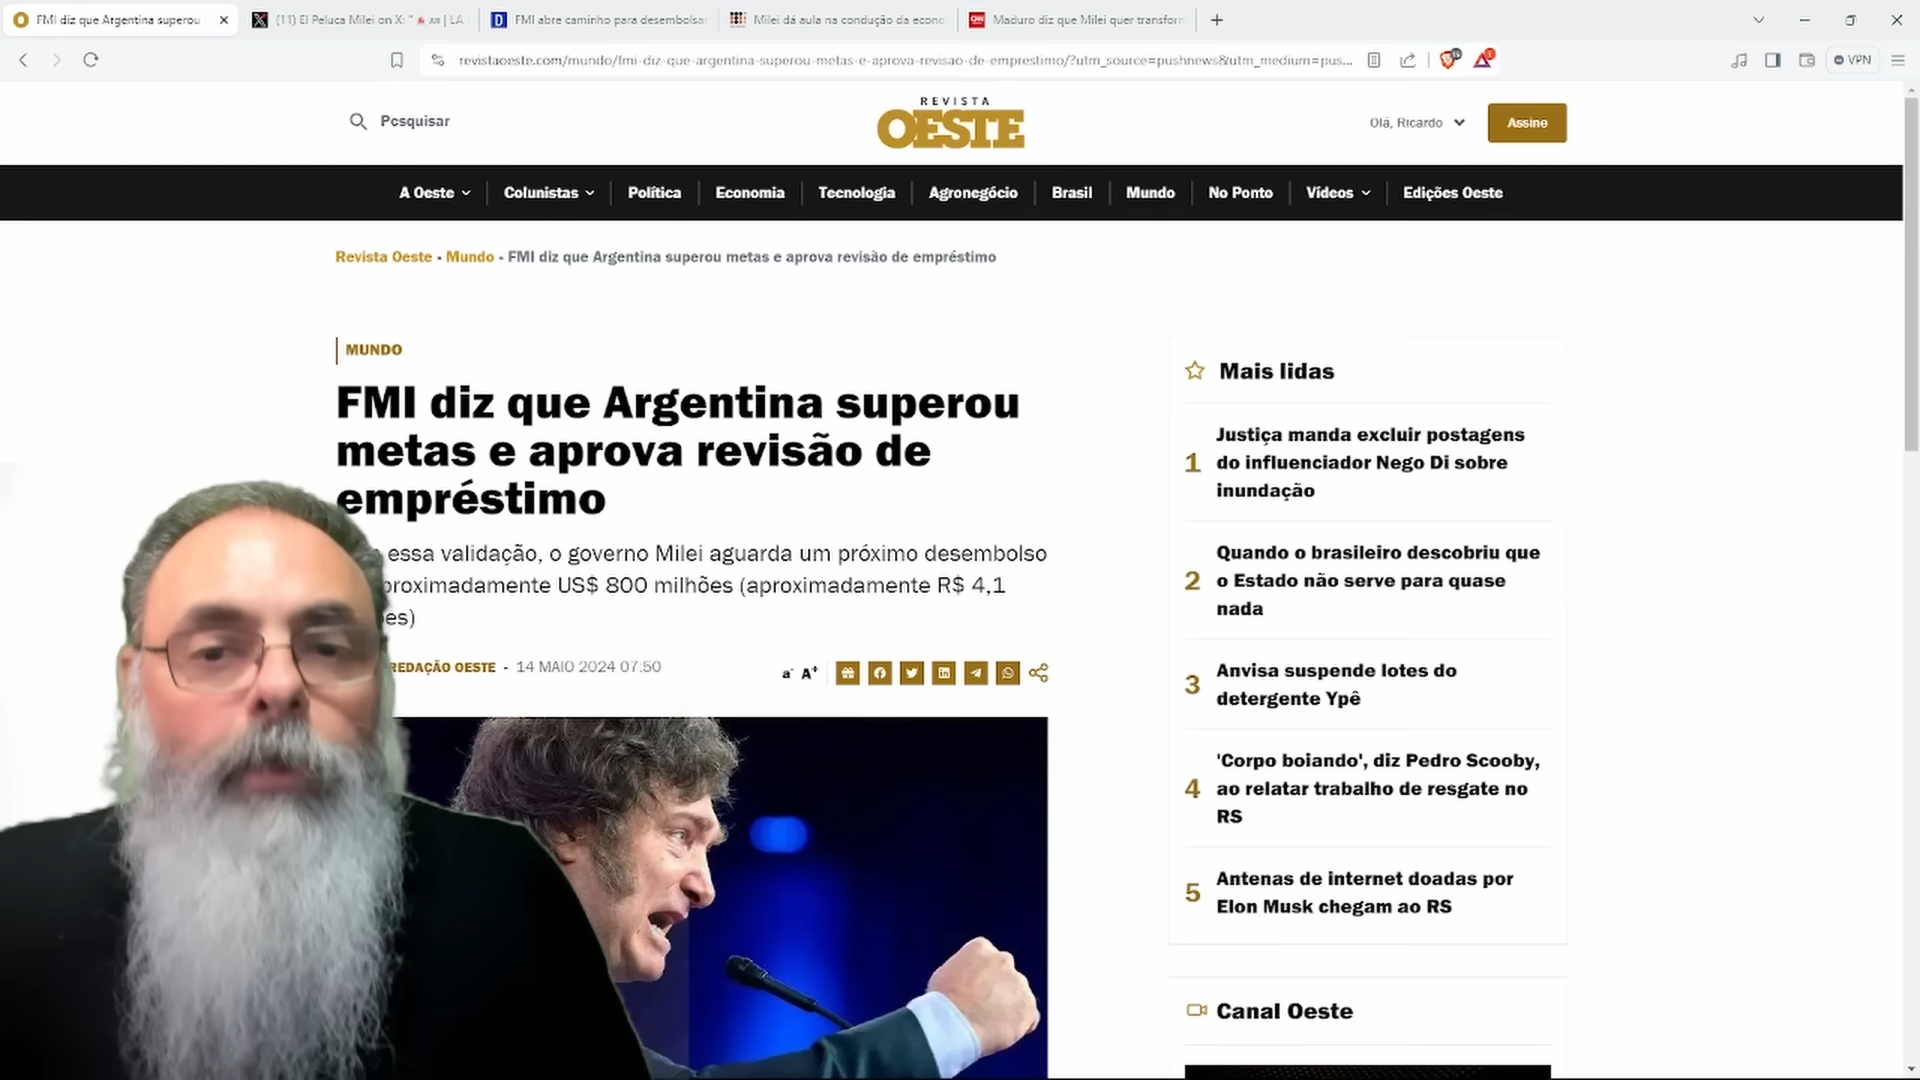 FMI diz que Argentina superou
(11) El Peluca Milei on X: "
| LA
FMI abre caminho para desembolsa
Milei dá aula na condução da econo
Maduro diz que Milei quer transform
revistaoeste.com/mundo/fmi-diz-que-argentina-superou-metas-e-aprova-revisao-de-emprestimo/?utm_source=pushnews&utm_medium=pus...
VPN
Pesquisar
REVISTA
OESTE
Olá, Ricardo
Assine
A Oeste
Colunistas
Política
Economia
Tecnologia
Agronegócio
Brasil
Mundo
No Ponto
Vídeos
Edições Oeste
Revista Oeste - Mundo - FMI diz que Argentina superou metas e aprova revisão de empréstimo
MUNDO
FMI diz que Argentina superou
metas e aprova revisão de
empréstimo
essa validação, o governo Milei aguarda um próximo desembolso
proximadamente US$ 800 milhões (aproximadamente R$ 4,1
es)
REDAÇÃO OESTE - 14 MAIO 2024 07:50
a- A+
Mais lidas
1
Justiça manda excluir postagens
do influenciador Nego Di sobre
inundação
2
Quando o brasileiro descobriu que
o Estado não serve para quase
nada
3
Anvisa suspende lotes do
detergente Ypê
4
'Corpo boiando', diz Pedro Scooby,
ao relatar trabalho de resgate no
RS
5
Antenas de internet doadas por
Elon Musk chegam ao RS
Canal Oeste